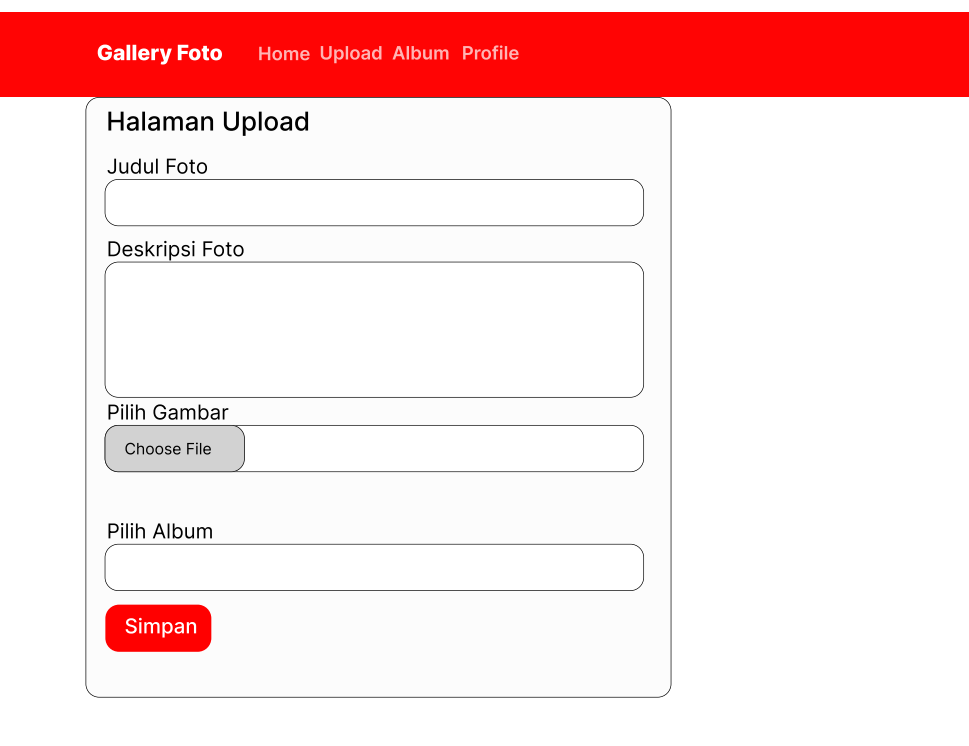 Gallery Foto Home Upload Album Profile
Halaman Upload
Judul Foto
Deskripsi Foto
Pilih Gambar
Choose File
Pilih Album
Simpan